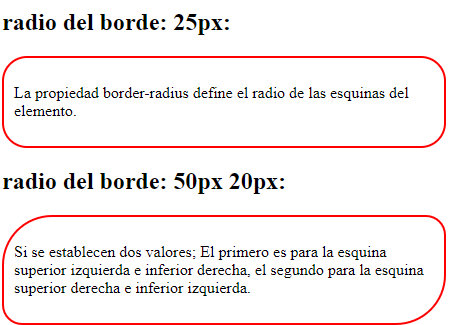 radio del borde: 25px:
La propiedad border-radius define el radio de las esquinas del
elemento.
radio del borde: 50px 20px:
Si se establecen dos valores; El primero es para la esquina
superior izquierda e inferior derecha, el segundo para la esquina
superior derecha e inferior izquierda.